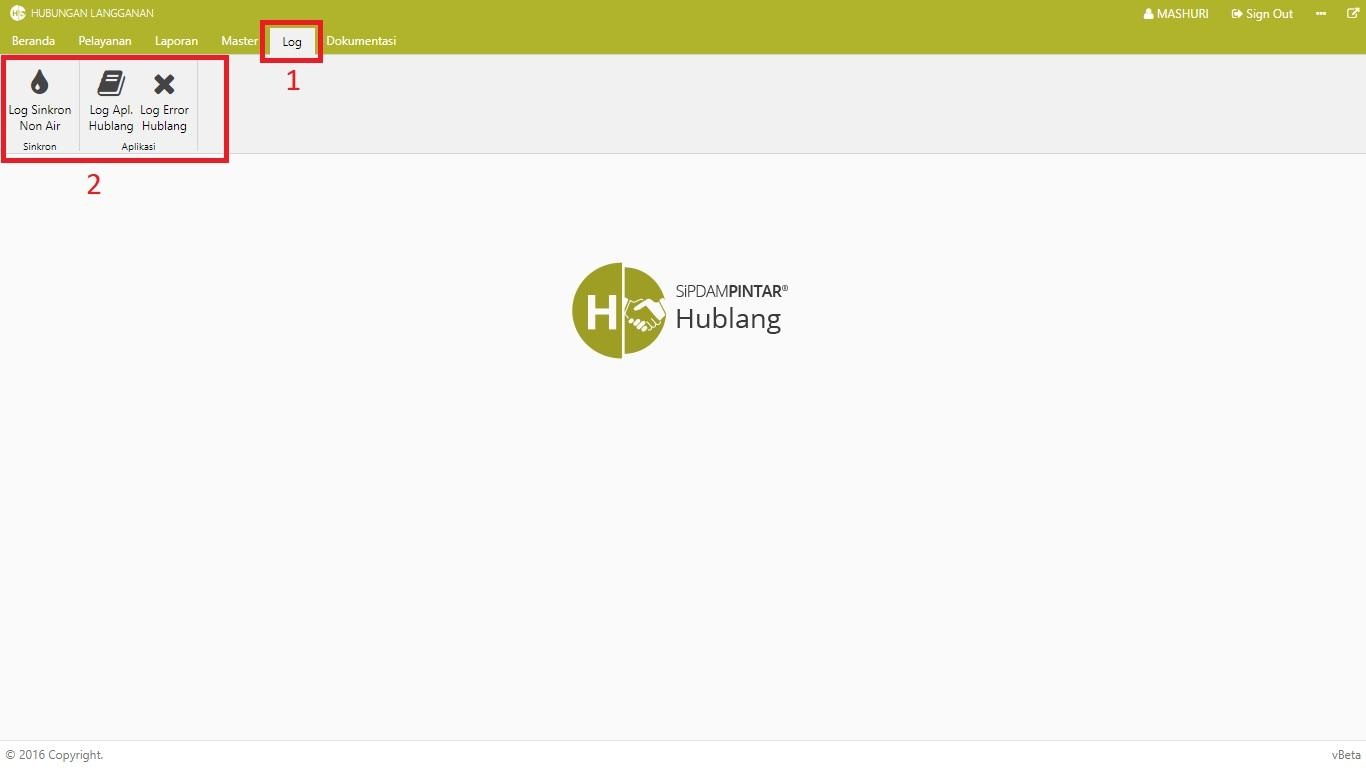 HUBUNGAN LANGGANAN
MASHURI
Sign Out
Beranda
Pelayanan
Laporan
Master
Log
Dokumentasi
1
Log Sinkron
Non Air
Sinkron
Log Apl.
Hublang
Log Error
Hublang
Aplikasi
2
H
SiPDAMPINTAR®
Hublang
© 2016 Copyright.
vBeta